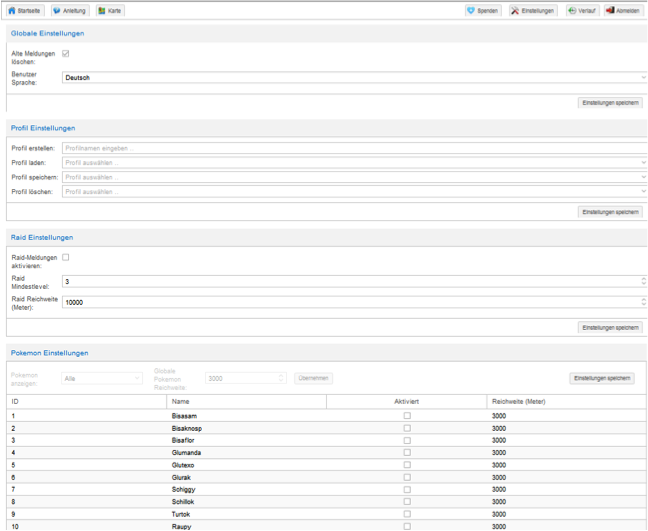 Startseite Anleitung Karte Spenden Einstellungen Verlauf Abmelden
Globale Einstellungen
Alte Meldungen
löschen:
Benutzer
Sprache:
Deutsch
Einstellungen speichern
Profil Einstellungen
Profil erstellen: Profilnamen eingeben ...
Profil laden: Profil auswählen ...
Profil speichern: Profil auswählen ...
Profil löschen: Profil auswählen ...
Einstellungen speichern
Raid Einstellungen
Raid-Meldungen
aktivieren:
Raid
Mindestlevel:
3
Raid Reichweite
(Meter):
10000
Einstellungen speichern
Pokemon Einstellungen
Pokemon
anzeigen:
Alle
Globale
Pokemon
Reichweite:
3000
Übernehmen
Einstellungen speichern
ID Name Aktiviert Reichweite (Meter)
1 Bisasam 3000
2 Bisaknosp 3000
3 Bisaflor 3000
4 Glumanda 3000
5 Glutexo 3000
6 Glurak 3000
7 Schiggy 3000
8 Schillok 3000
9 Turtok 3000
10 Raupy 3000